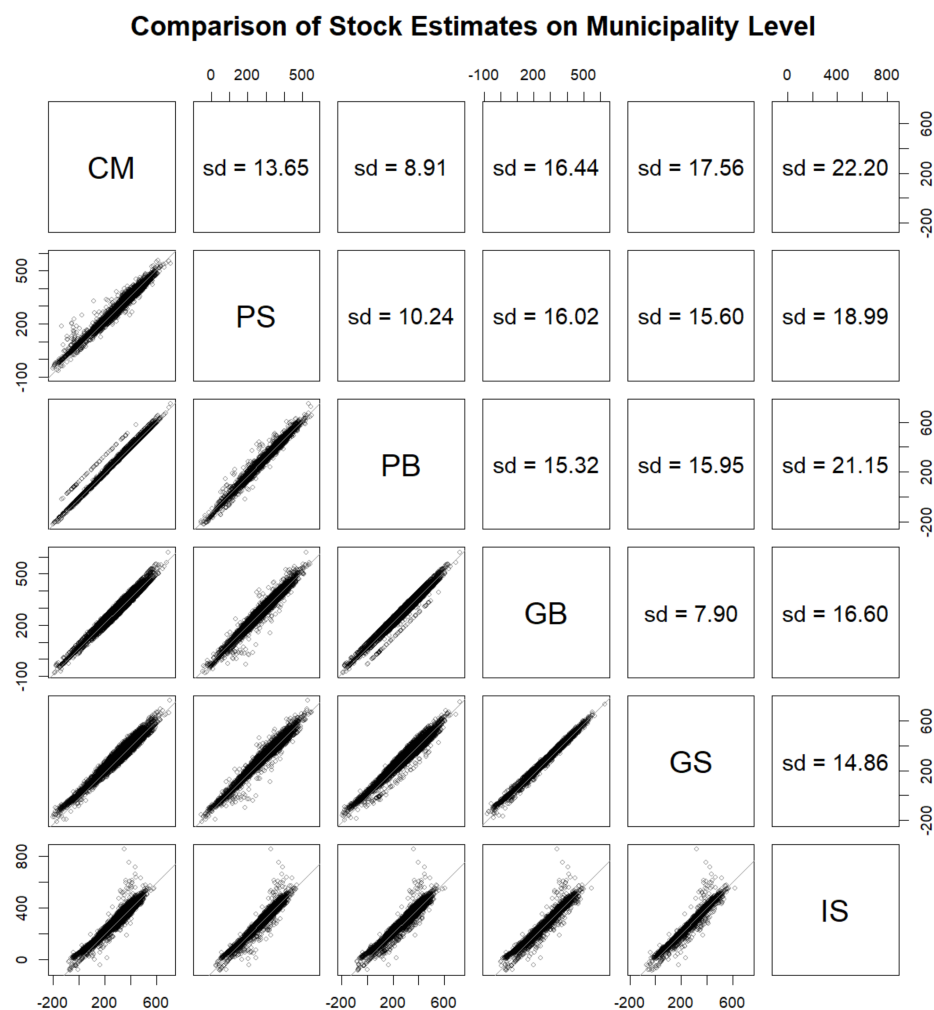 Comparison of Stock Estimates on Municipality Level
0 200 500
-100 200 500
0 400 800
CM
sd = 13.65
sd = 8.91
sd = 16.44
sd = 17.56
sd = 22.20
-200 200 600
-100 200 500
PS
sd = 10.24
sd = 16.02
sd = 15.60
sd = 18.99
PB
sd = 15.32
sd = 15.95
sd = 21.15
-200 200 600
-100 200 500
GB
sd = 7.90
sd = 16.60
GS
sd = 14.86
-200 200 600
0 400 800
IS
-200 200 600
-200 200 600
-200 200 600